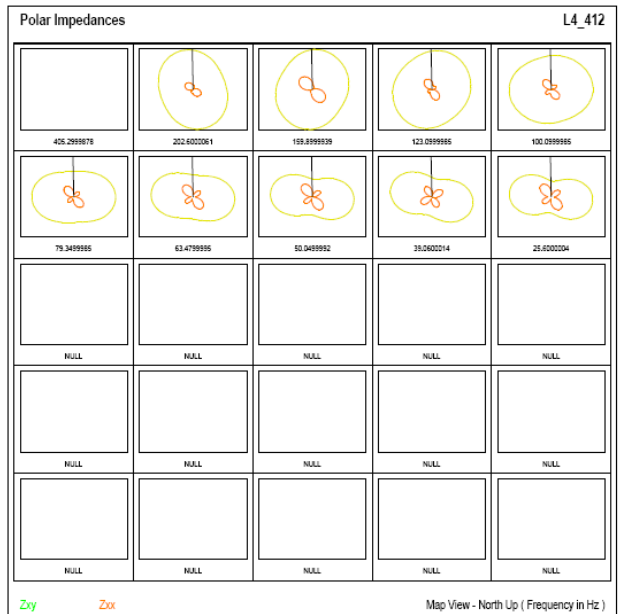 Polar Impedances L4_412
405.2999878 202.6000061 159.8999939 123.0999985 100.0999985
79.3499985 63.4799995 50.0499992 39.0600014 25.6000004
NULL NULL NULL NULL NULL
NULL NULL NULL NULL NULL
NULL NULL NULL NULL NULL
Zxy Zxx Map View - North Up ( Frequency in Hz )